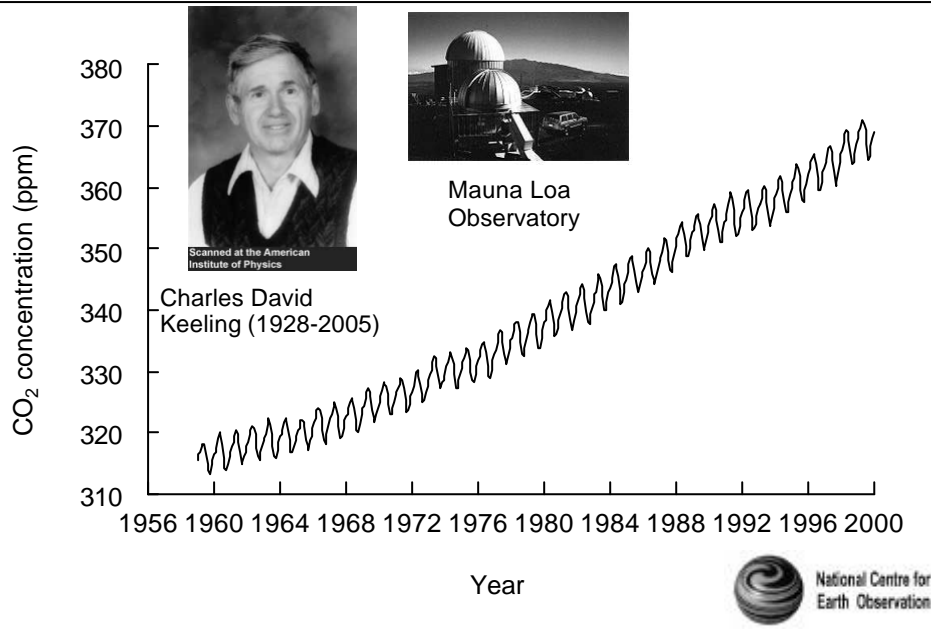 380
370
360
350
340
330
320
310
CO2 concentration (ppm)
Scanned at the American
Institute of Physics
Charles David
Keeling (1928-2005)
Mauna Loa
Observatory
1956 1960 1964 1968 1972 1976 1980 1984 1988 1992 1996 2000
Year
National Centre for
Earth Observation